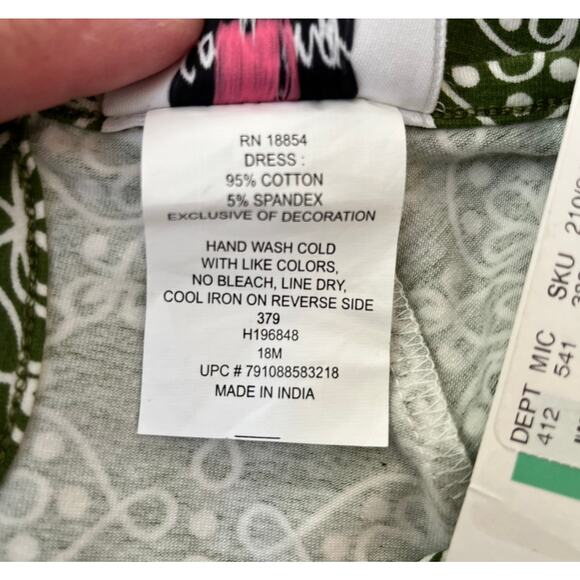 RN 18854
DRESS :
95% COTTON
5% SPANDEX
EXCLUSIVE OF DECORATION
HAND WASH COLD
WITH LIKE COLORS,
NO BLEACH, LINE DRY,
COOL IRON ON REVERSE SIDE
379
H196848
18M
UPC # 791088583218
MADE IN INDIA
DEPT MIC SKU
412 541